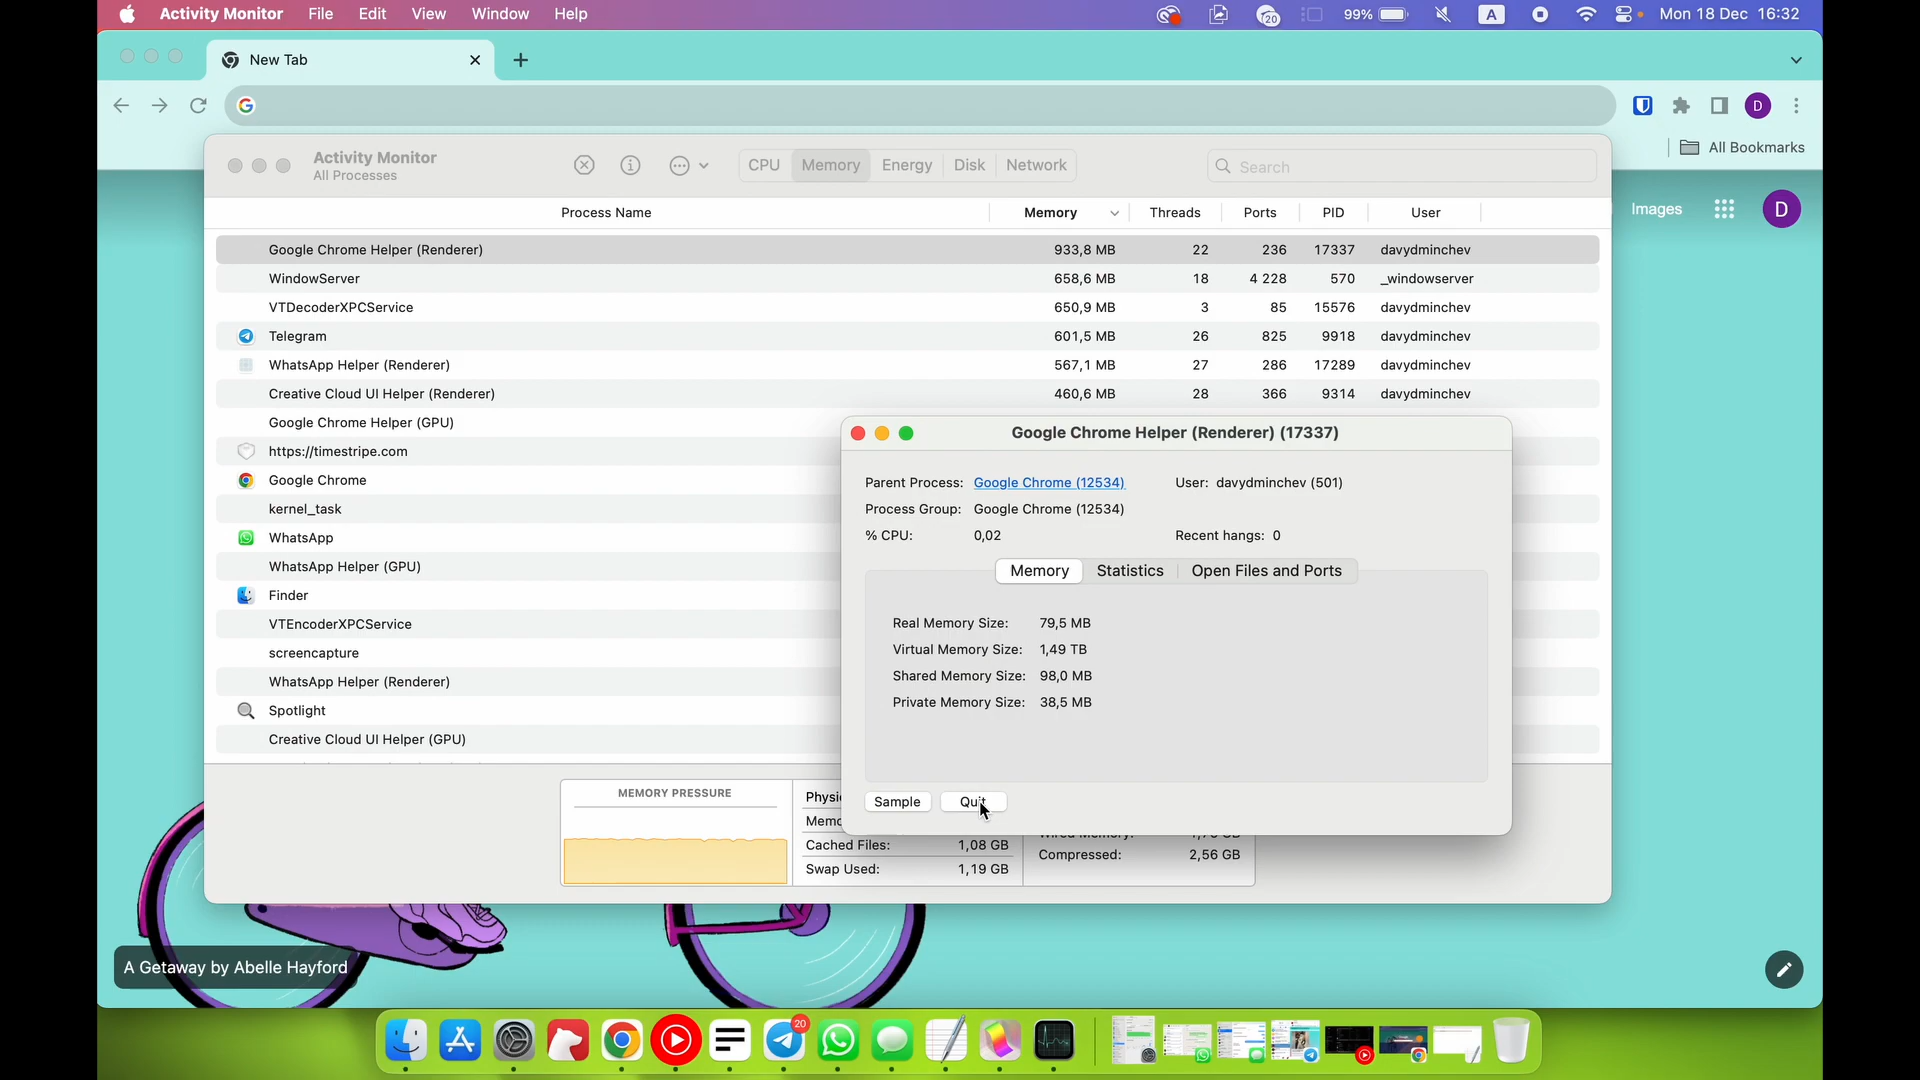 Activity Monitor File Edit View Window Help 20 99% A Mon 18 Dec 16:32
New Tab
G D
All Bookmarks
Images D
Activity Monitor
All Processes
CPU Memory Energy Disk Network
Search
Process Name Memory Threads Ports PID User
Google Chrome Helper (Renderer) 933,8 MB 22 236 17337 davydminchev
WindowServer 658,6 MB 18 4 228 570 _windowserver
VTDecoderXPCService 650,9 MB 3 85 15576 davydminchev
Telegram 601,5 MB 26 825 9918 davydminchev
WhatsApp Helper (Renderer) 567,1 MB 27 286 17289 davydminchev
Creative Cloud UI Helper (Renderer) 460,6 MB 28 366 9314 davydminchev
Google Chrome Helper (GPU)
https://timestripe.com
Google Chrome
kernel_task
WhatsApp
WhatsApp Helper (GPU)
Finder
VTEncoderXPCService
screencapture
WhatsApp Helper (Renderer)
Spotlight
Creative Cloud UI Helper (GPU)
Google Chrome Helper (Renderer) (17337)
Parent Process: Google Chrome (12534) User: davydminchev (501)
Process Group: Google Chrome (12534)
% CPU: 0,02 Recent hangs: 0
Memory Statistics Open Files and Ports
Real Memory Size: 79,5 MB
Virtual Memory Size: 1,49 TB
Shared Memory Size: 98,0 MB
Private Memory Size: 38,5 MB
Sample Quit
MEMORY PRESSURE
Cached Files: 1,08 GB
Swap Used: 1,19 GB
Compressed: 2,56 GB
A Getaway by Abelle Hayford
20